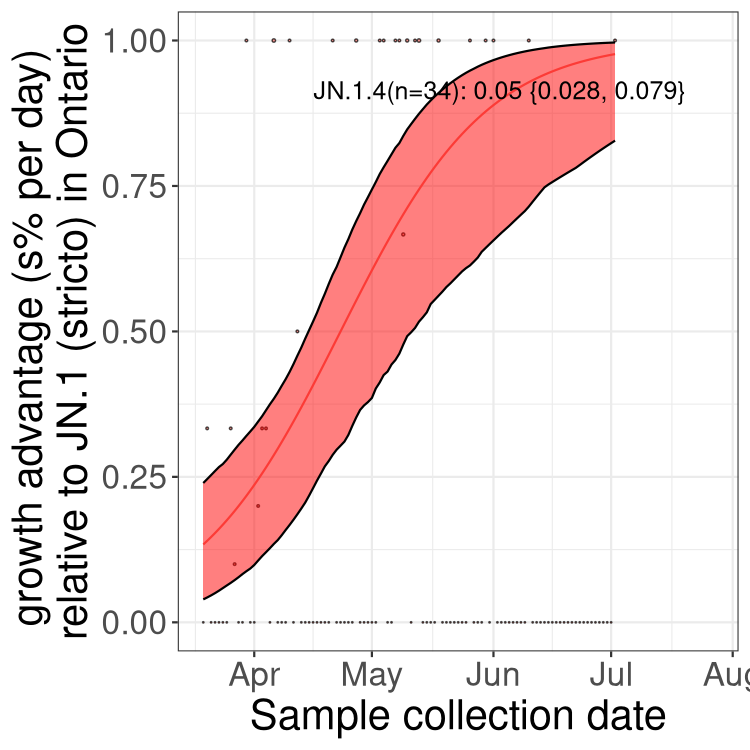 growth advantage (s% per day)
relative to JN.1 (stricto) in Ontario
1.00
0.75
0.50
0.25
0.00
JN.1.4(n=34): 0.05 {0.028, 0.079}
Apr May Jun Jul Aug
Sample collection date